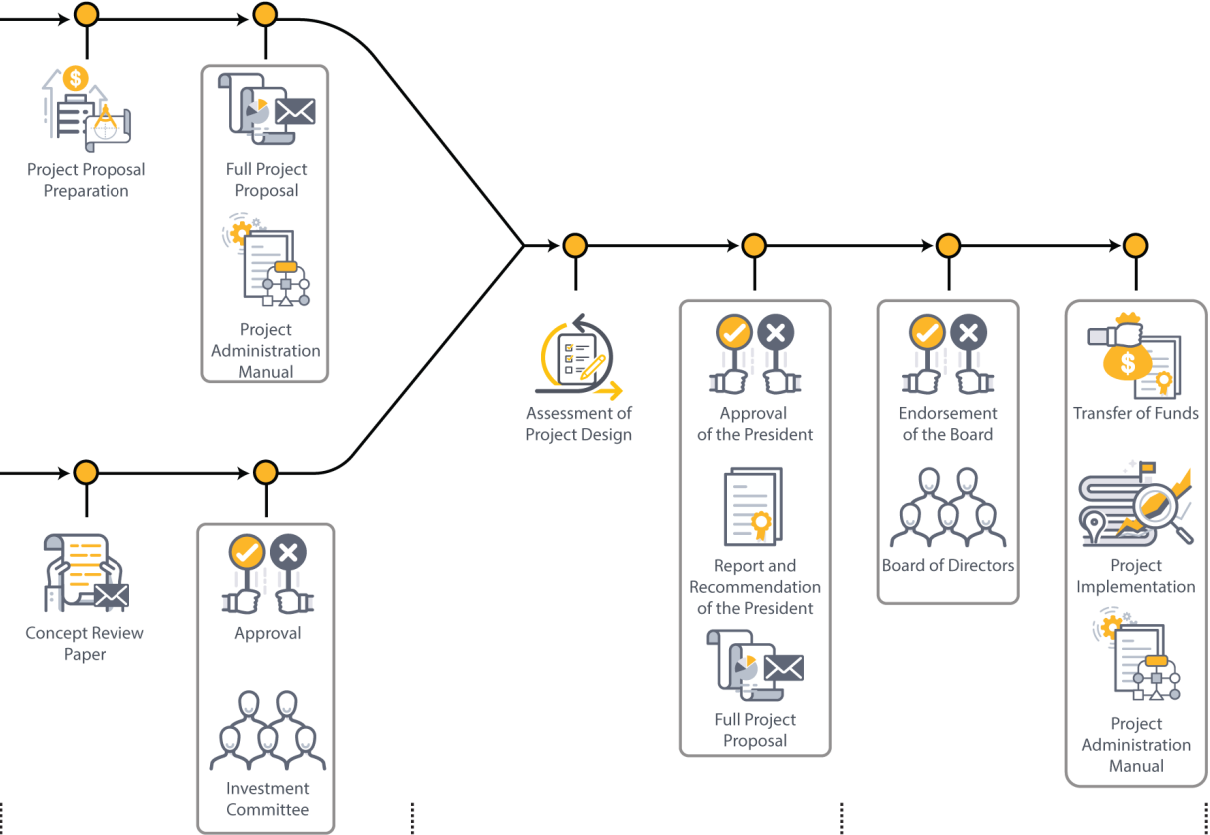 Project Proposal
Preparation
Full Project
Proposal
Project
Administration
Manual
Concept Review
Paper
Approval
Investment
Committee
Assessment of
Project Design
Approval
of the President
Report and
Recommendation
of the President
Full Project
Proposal
Endorsement
of the Board
Board of Directors
$
Transfer of Funds
Project
Implementation
Project
Administration
Manual
$